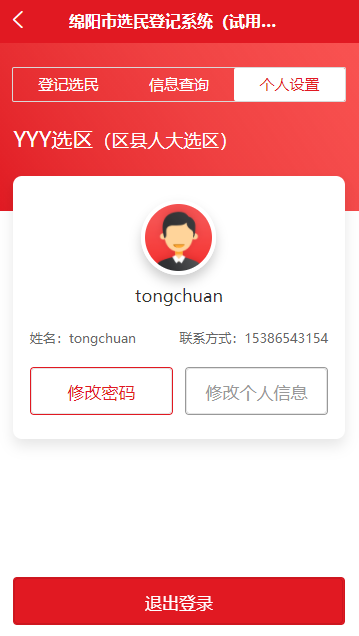 绵阳市选民登记系统（试用...
登记选民 信息查询 个人设置
YYY选区（区县人大选区）
tongchuan
姓名：tongchuan 联系方式：15386543154
修改密码 修改个人信息
退出登录